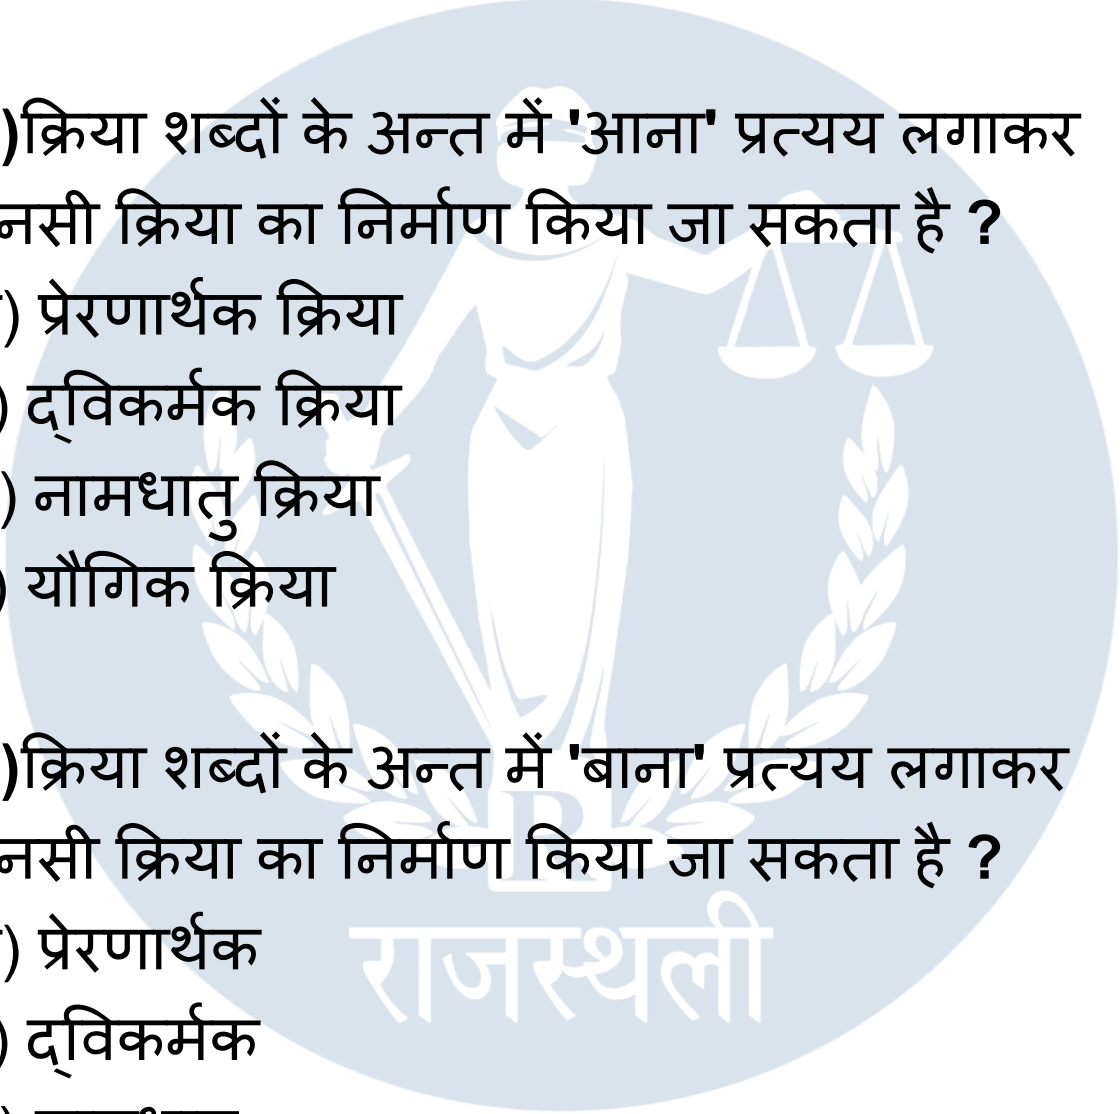 )क्रिया शब्दों के अन्त में 'आना' प्रत्यय लगाकर
नसी क्रिया का निर्माण किया जा सकता है ?
) प्रेरणार्थक क्रिया
) द्विकर्मक क्रिया
) नामधातु क्रिया
) यौगिक क्रिया
)क्रिया शब्दों के अन्त में 'बाना' प्रत्यय लगाकर
नसी क्रिया का निर्माण किया जा सकता है ?
) प्रेरणार्थक
राजस्थली
) द्विकर्मक